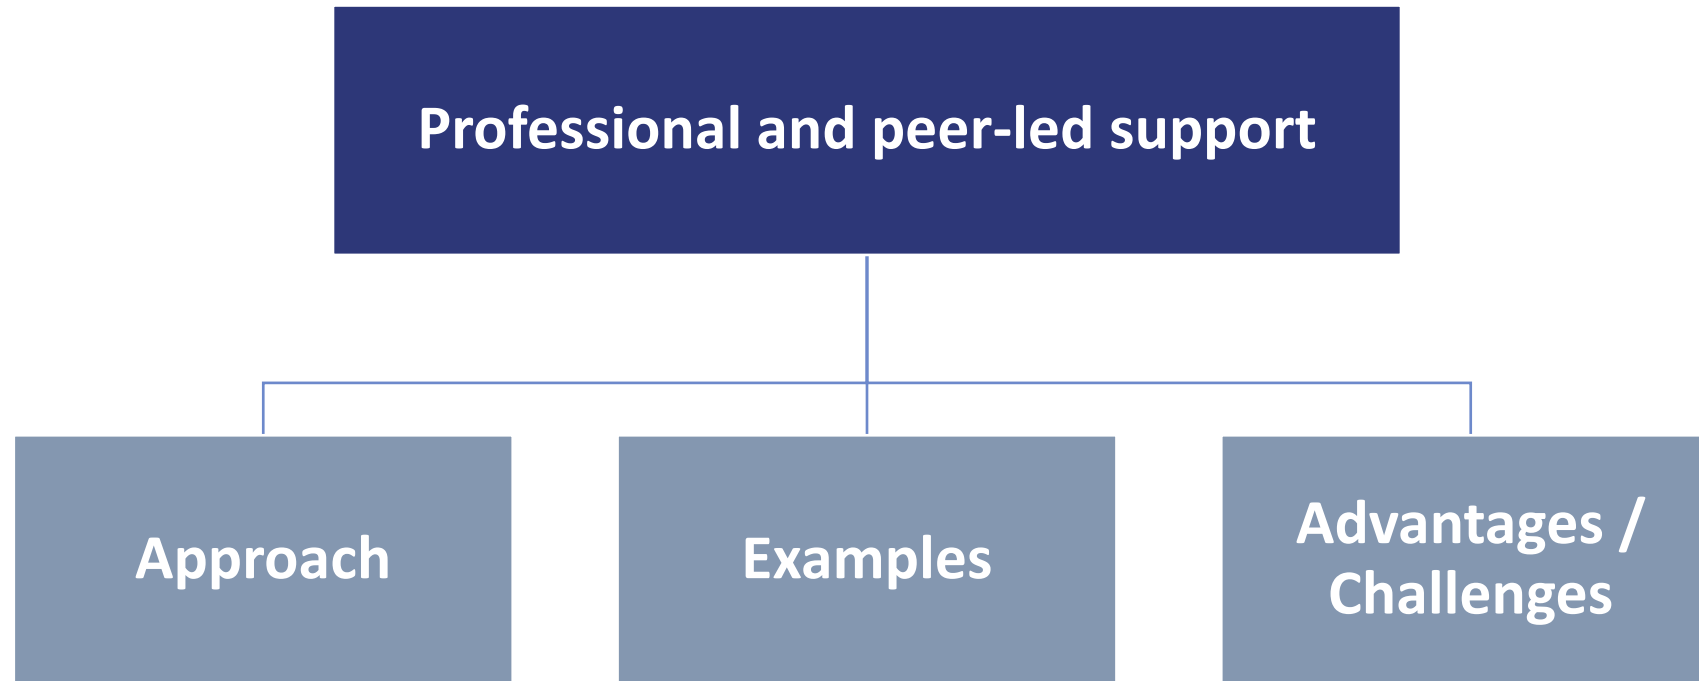 Professional and peer-led support
Approach
Examples
Advantages /
Challenges